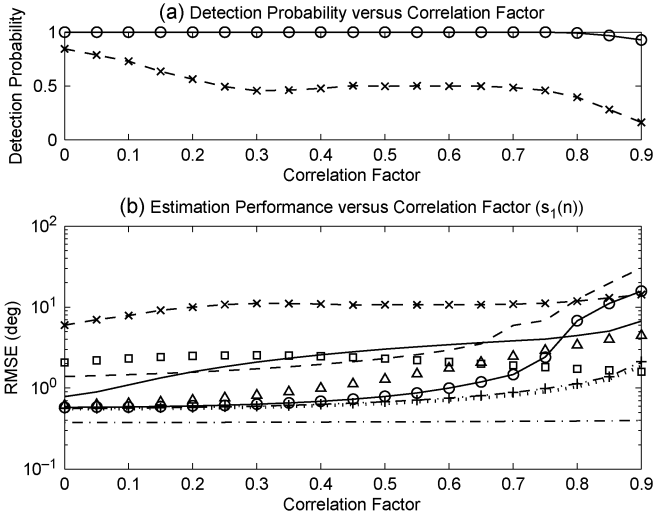 (a) Detection Probability versus Correlation Factor
Detection Probability
1
0.5
0
0 0.1 0.2 0.3 0.4 0.5 0.6 0.7 0.8 0.9
Correlation Factor
(b) Estimation Performance versus Correlation Factor (s1(n))
RMSE (deg)
10^2
10^1
10^0
10^−1
0 0.1 0.2 0.3 0.4 0.5 0.6 0.7 0.8 0.9
Correlation Factor